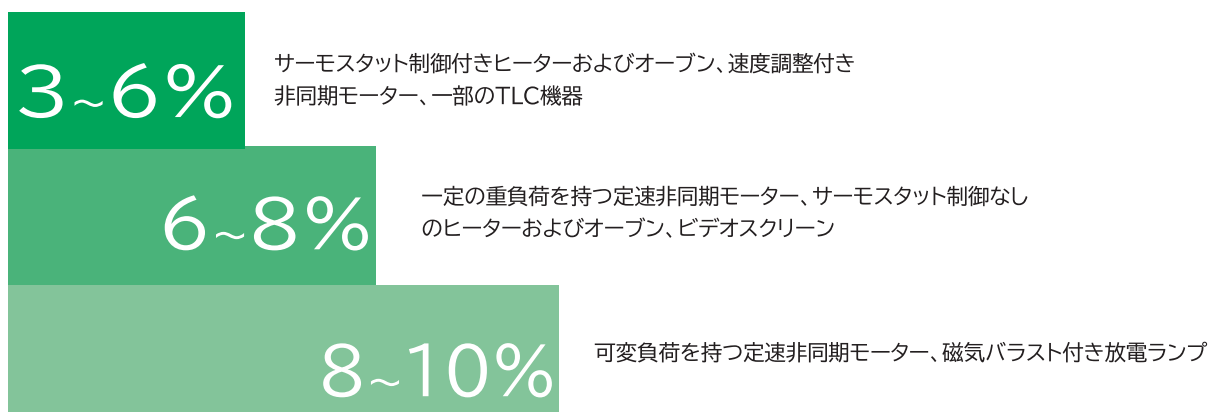 3~6%
サーモスタット制御付きヒーターおよびオーブン、速度調整付き
非同期モーター、一部のTLC機器
6~8%
一定の重負荷を持つ定速非同期モーター、サーモスタット制御なし
のヒーターおよびオーブン、ビデオスクリーン
8~10%
可変負荷を持つ定速非同期モーター、磁気バラスト付き放電ランプ